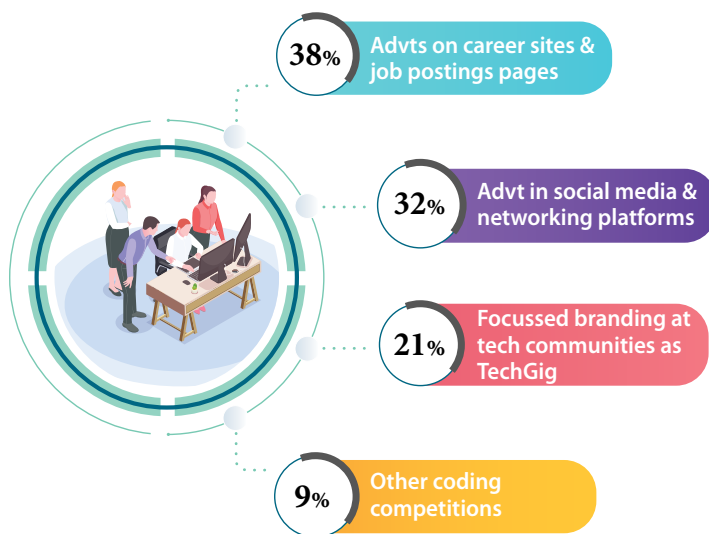 38%
Advts on career sites &
job postings pages
32%
Advt in social media &
networking platforms
21%
Focussed branding at
tech communities as
TechGig
9%
Other coding
competitions